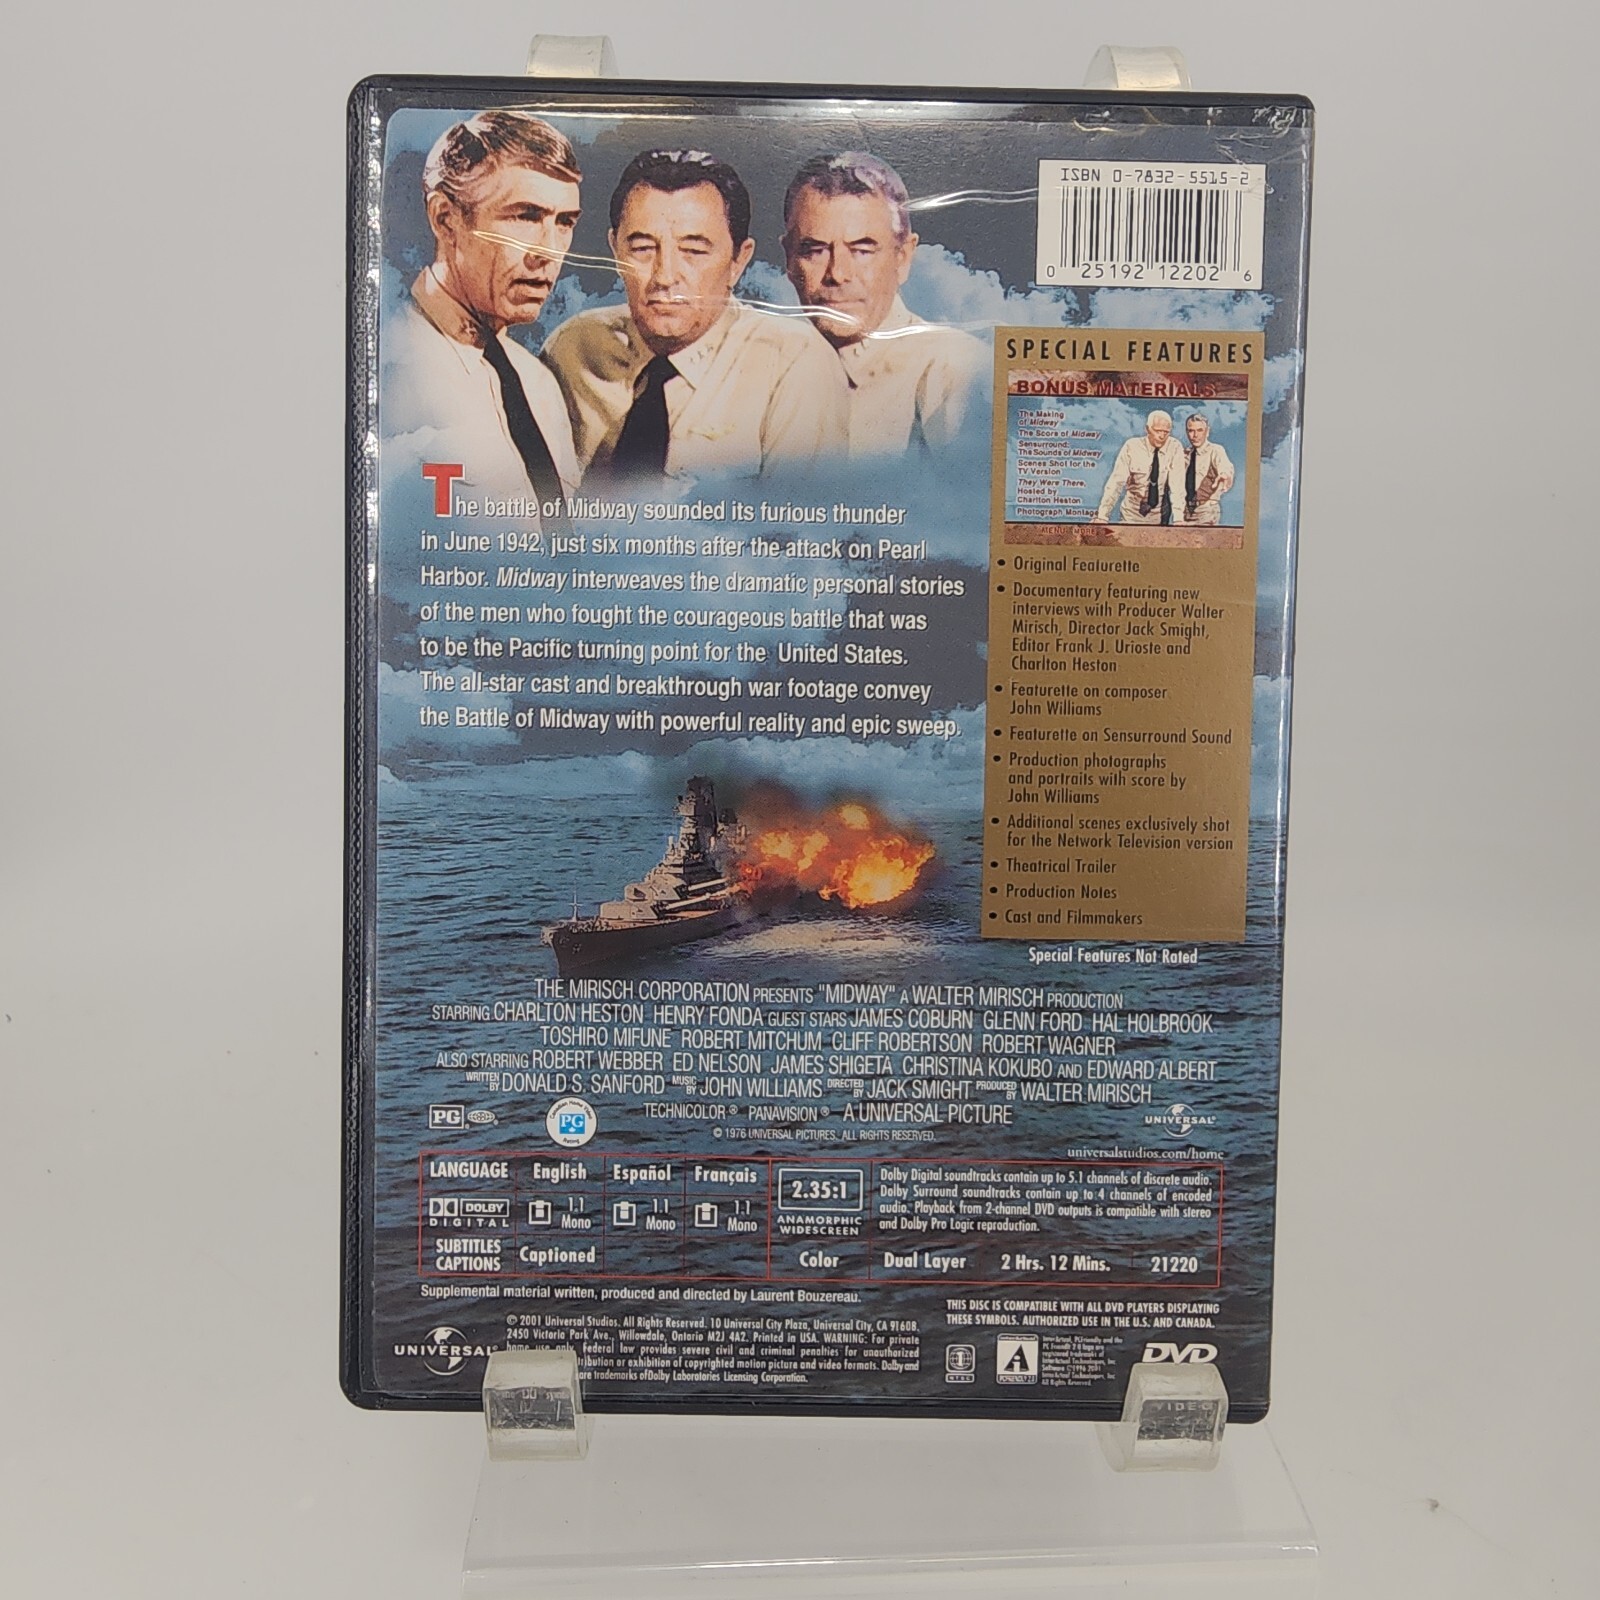 ISBN 0-7832-5515-2
0 25192 12202 6
SPECIAL FEATURES
BONUS MATERIALS
The Making
of Midway
The Score of Midway
Sensurround:
The Sounds of Midway
Scenes Shot for the
TV Version
They Were There,
Hosted by
Charlton Heston
Photograph Montage
• Original Featurette
• Documentary featuring new
interviews with Producer Walter
Mirisch, Director Jack Smight,
Editor Frank J. Urioste and
Charlton Heston
• Featurette on composer
John Williams
• Featurette on Sensurround Sound
• Production photographs
and portraits with score by
John Williams
• Additional scenes exclusively shot
for the Network Television version
• Theatrical Trailer
• Production Notes
• Cast and Filmmakers
Special Features Not Rated
The battle of Midway sounded its furious thunder
in June 1942, just six months after the attack on Pearl
Harbor. Midway interweaves the dramatic personal stories
of the men who fought the courageous battle that was
to be the Pacific turning point for the United States.
The all-star cast and breakthrough war footage convey
the Battle of Midway with powerful reality and epic sweep.
THE MIRISCH CORPORATION PRESENTS "MIDWAY" A WALTER MIRISCH PRODUCTION
STARRING CHARLTON HESTON HENRY FONDA GUEST STARS JAMES COBURN GLENN FORD HAL HOLBROOK
TOSHIRO MIFUNE ROBERT MITCHUM CLIFF ROBERTSON ROBERT WAGNER
ALSO STARRING ROBERT WEBBER ED NELSON JAMES SHIGETA CHRISTINA KOKUBO AND EDWARD ALBERT
WRITTEN BY DONALD S. SANFORD MUSIC BY JOHN WILLIAMS DIRECTED BY JACK SMIGHT PRODUCED BY WALTER MIRISCH
PG PG TECHNICOLOR® PANAVISION® A UNIVERSAL PICTURE UNIVERSAL
© 1976 UNIVERSAL PICTURES. ALL RIGHTS RESERVED.
universalstudios.com/home
LANGUAGE English Español Français
DOLBY DIGITAL 1.1 Mono 1.1 Mono 1.1 Mono
SUBTITLES CAPTIONS Captioned
2.35:1
ANAMORPHIC
WIDESCREEN
Dolby Digital soundtracks contain up to 5.1 channels of discrete audio.
Dolby Surround soundtracks contain up to 4 channels of encoded
audio. Playback from 2-channel DVD outputs is compatible with stereo
and Dolby Pro Logic reproduction.
Color Dual Layer 2 Hrs. 12 Mins. 21220
Supplemental material written, produced and directed by Laurent Bouzereau.
UNIVERSAL
© 2001 Universal Studios. All Rights Reserved. 10 Universal City Plaza, Universal City, CA 91608.
2450 Victoria Park Ave., Willowdale, Ontario M2J 4A2. Printed in USA. WARNING: For private
home use only. Federal law provides severe civil and criminal penalties for unauthorized
tribution or exhibition of copyrighted motion picture and video formats. Dolby and
are trademarks of Dolby Laboratories Licensing Corporation.
THIS DISC IS COMPATIBLE WITH ALL DVD PLAYERS DISPLAYING
THESE SYMBOLS. AUTHORIZED USE IN THE U.S. AND CANADA.
1
NTSC
DVD
VIDEO